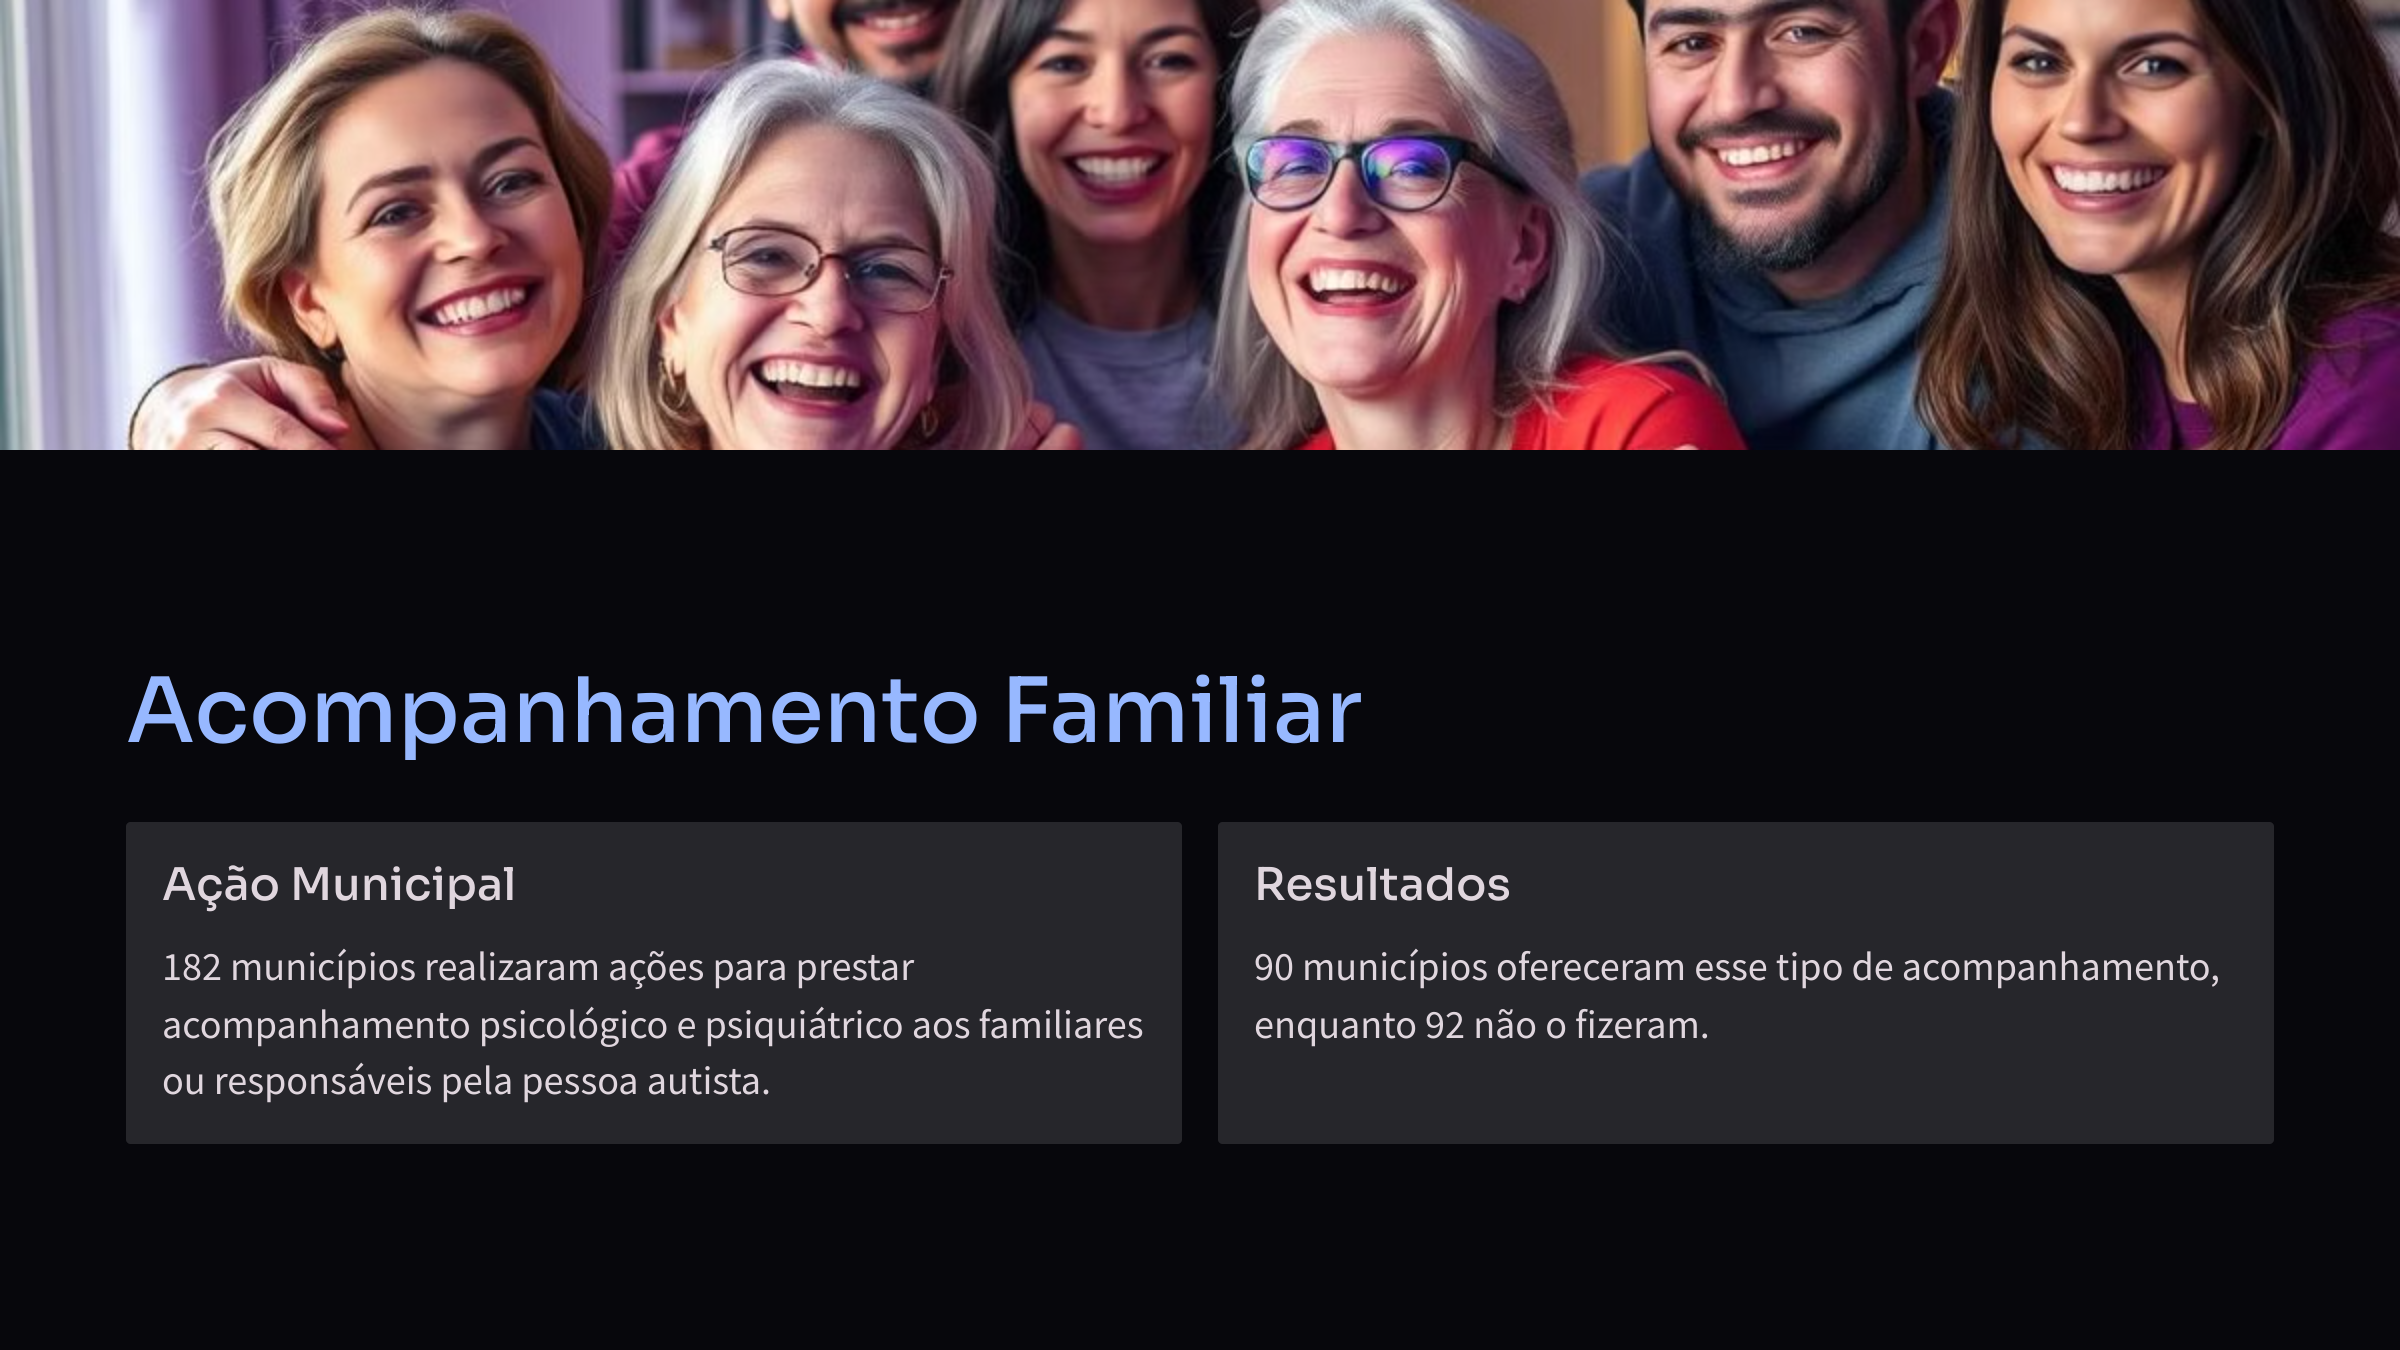 Acompanhamento Familiar
Ação Municipal
182 municípios realizaram ações para prestar
acompanhamento psicológico e psiquiátrico aos familiares
ou responsáveis pela pessoa autista.
Resultados
90 municípios ofereceram esse tipo de acompanhamento,
enquanto 92 não o fizeram.